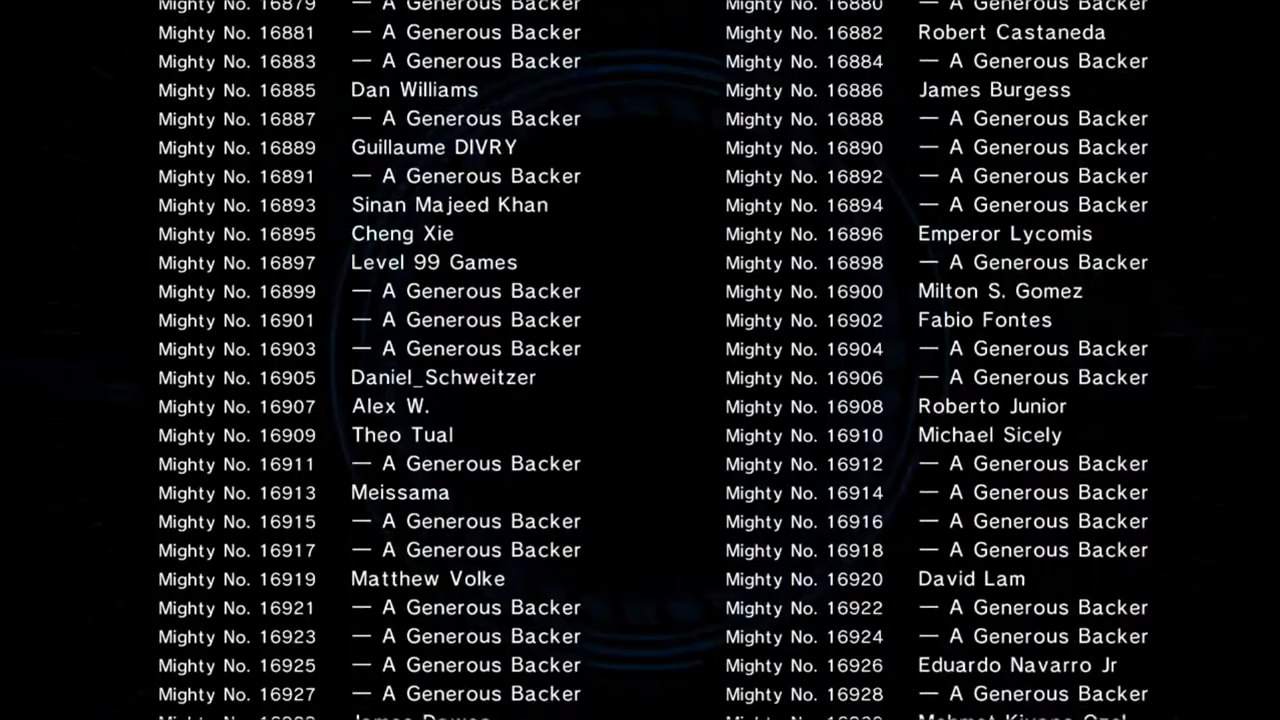 Mighty No. 16879 — A Generous Backer Mighty No. 16880 — A Generous Backer
Mighty No. 16881 — A Generous Backer Mighty No. 16882 Robert Castaneda
Mighty No. 16883 — A Generous Backer Mighty No. 16884 — A Generous Backer
Mighty No. 16885 Dan Williams Mighty No. 16886 James Burgess
Mighty No. 16887 — A Generous Backer Mighty No. 16888 — A Generous Backer
Mighty No. 16889 Guillaume DIVRY Mighty No. 16890 — A Generous Backer
Mighty No. 16891 — A Generous Backer Mighty No. 16892 — A Generous Backer
Mighty No. 16893 Sinan Majeed Khan Mighty No. 16894 — A Generous Backer
Mighty No. 16895 Cheng Xie Mighty No. 16896 Emperor Lycomis
Mighty No. 16897 Level 99 Games Mighty No. 16898 — A Generous Backer
Mighty No. 16899 — A Generous Backer Mighty No. 16900 Milton S. Gomez
Mighty No. 16901 — A Generous Backer Mighty No. 16902 Fabio Fontes
Mighty No. 16903 — A Generous Backer Mighty No. 16904 — A Generous Backer
Mighty No. 16905 Daniel_Schweitzer Mighty No. 16906 — A Generous Backer
Mighty No. 16907 Alex W. Mighty No. 16908 Roberto Junior
Mighty No. 16909 Theo Tual Mighty No. 16910 Michael Sicely
Mighty No. 16911 — A Generous Backer Mighty No. 16912 — A Generous Backer
Mighty No. 16913 Meissama Mighty No. 16914 — A Generous Backer
Mighty No. 16915 — A Generous Backer Mighty No. 16916 — A Generous Backer
Mighty No. 16917 — A Generous Backer Mighty No. 16918 — A Generous Backer
Mighty No. 16919 Matthew Volke Mighty No. 16920 David Lam
Mighty No. 16921 — A Generous Backer Mighty No. 16922 — A Generous Backer
Mighty No. 16923 — A Generous Backer Mighty No. 16924 — A Generous Backer
Mighty No. 16925 — A Generous Backer Mighty No. 16926 Eduardo Navarro Jr
Mighty No. 16927 — A Generous Backer Mighty No. 16928 — A Generous Backer